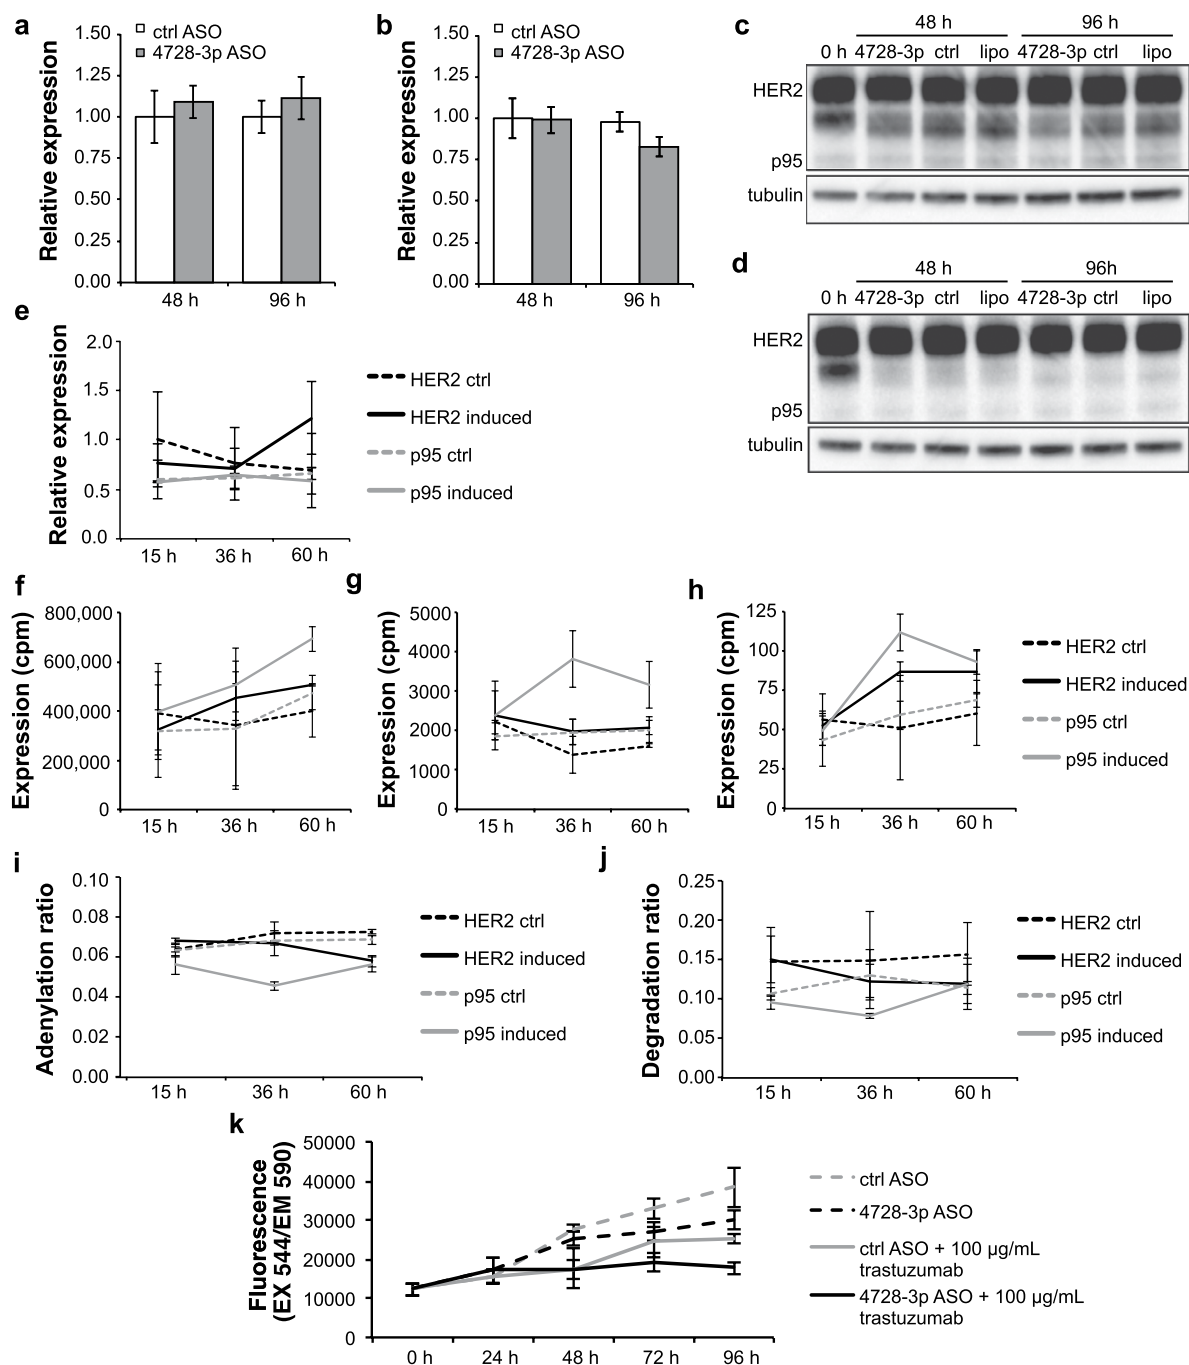 a
Relative expression
1.50
1.25
1.00
0.75
0.50
0.25
0.00
ctrl ASO
4728-3p ASO
48 h
96 h
b
Relative expression
1.50
1.25
1.00
0.75
0.50
0.25
0.00
ctrl ASO
4728-3p ASO
48 h
96 h
c
48 h
96 h
0 h
4728-3p
ctrl
lipo
4728-3p
ctrl
lipo
HER2
p95
tubulin
d
48 h
96h
0 h
4728-3p
ctrl
lipo
4728-3p
ctrl
lipo
HER2
p95
tubulin
e
Relative expression
2.0
1.5
1.0
0.5
0.0
15 h
36 h
60 h
HER2 ctrl
HER2 induced
p95 ctrl
p95 induced
f
Expression (cpm)
800,000
600,000
400,000
200,000
0
15 h
36 h
60 h
g
Expression (cpm)
5000
4000
3000
2000
1000
0
15 h
36 h
60 h
h
Expression (cpm)
125
100
75
50
25
0
15 h
36 h
60 h
HER2 ctrl
HER2 induced
p95 ctrl
p95 induced
i
Adenylation ratio
0.10
0.08
0.06
0.04
0.02
0.00
15 h
36 h
60 h
HER2 ctrl
HER2 induced
p95 ctrl
p95 induced
j
Degradation ratio
0.25
0.20
0.15
0.10
0.05
0.00
15 h
36 h
60 h
HER2 ctrl
HER2 induced
p95 ctrl
p95 induced
k
Fluorescence
(EX 544/EM 590)
50000
40000
30000
20000
10000
0
0 h
24 h
48 h
72 h
96 h
ctrl ASO
4728-3p ASO
ctrl ASO + 100 µg/mL
trastuzumab
4728-3p ASO + 100 µg/mL
trastuzumab